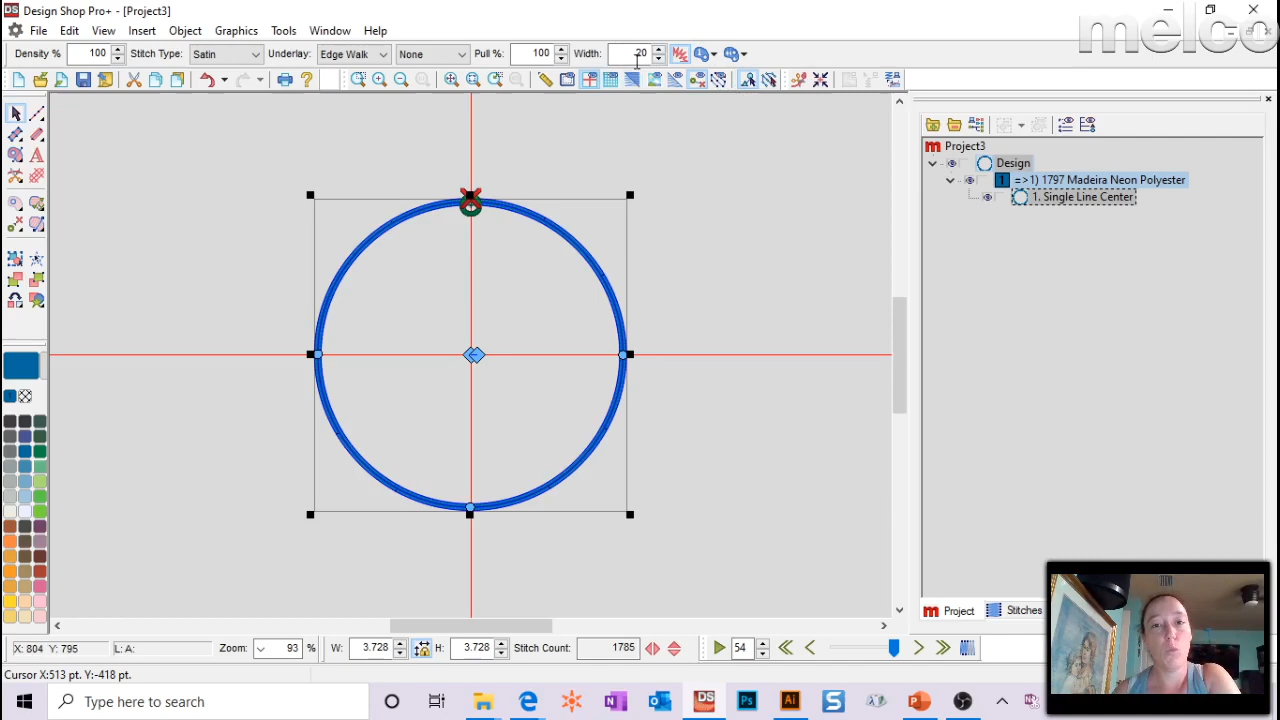 Design Shop Pro+ - [Project3]
melco
File Edit View Insert Object Graphics Tools Window Help
Density % 100 Stitch Type: Satin Underlay: Edge Walk None Pull %: 100 Width: 20
Project3
Design
1 =>1) 1797 Madeira Neon Polyester
1. Single Line Center
Project Stitches
X: 804 Y: 795 L: A: Zoom: 93 % W: 3.728 H: 3.728 Stitch Count: 1785 54
Cursor X:513 pt. Y:-418 pt.
Type here to search